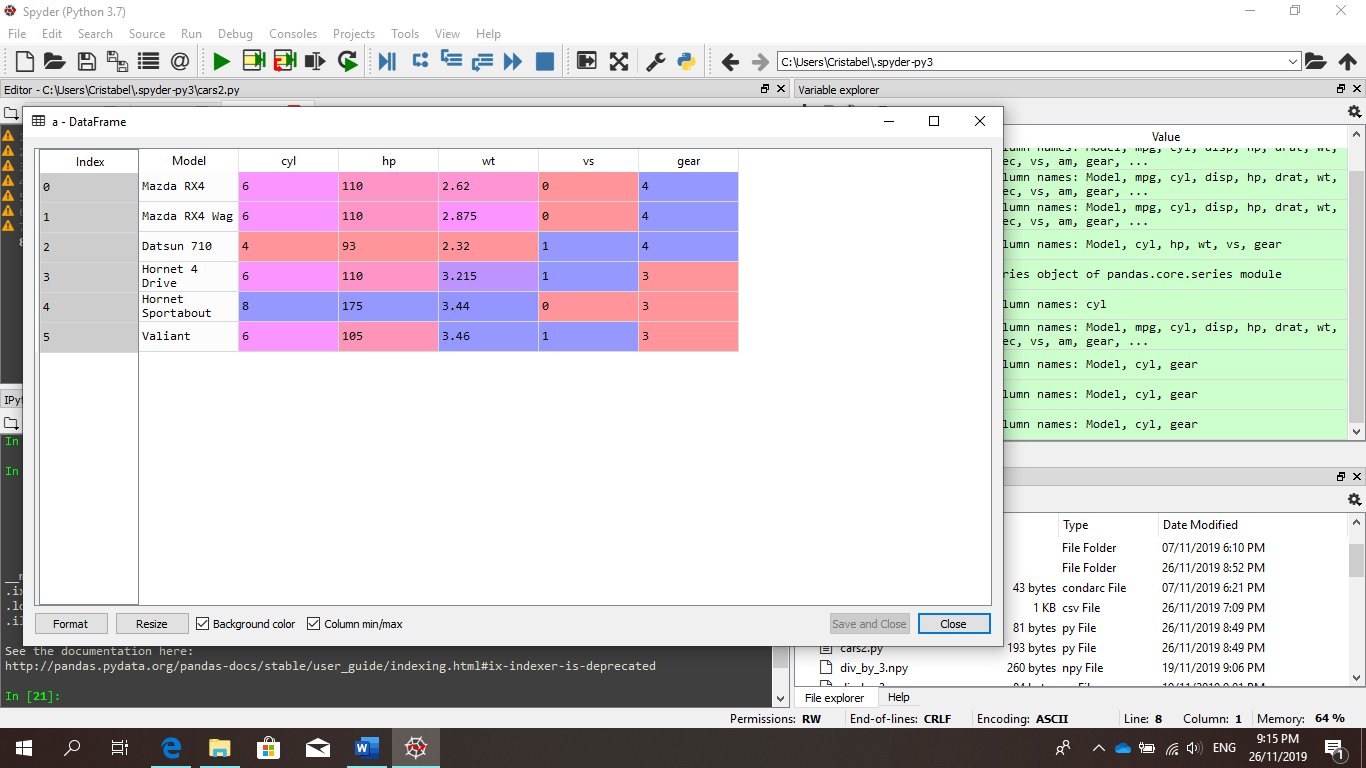 Spyder (Python 3.7)
File Edit Search Source Run Debug Consoles Projects Tools View Help
C:\Users\Cristabel\.spyder-py3
Editor - C:\Users\Cristabel\.spyder-py3\cars2.py
Variable explorer
a - DataFrame
Index Model cyl hp wt vs gear
0 Mazda RX4 6 110 2.62 0 4
1 Mazda RX4 Wag 6 110 2.875 0 4
2 Datsun 710 4 93 2.32 1 4
3 Hornet 4 Drive 6 110 3.215 1 3
4 Hornet Sportabout 8 175 3.44 0 3
5 Valiant 6 105 3.46 1 3
Format Resize Background color Column min/max Save and Close Close
Value
lumn names: Model, mpg, cyl, disp, hp, drat, wt,
ec, vs, am, gear, ...
lumn names: Model, mpg, cyl, disp, hp, drat, wt,
ec, vs, am, gear, ...
lumn names: Model, mpg, cyl, disp, hp, drat, wt,
ec, vs, am, gear, ...
lumn names: Model, cyl, hp, wt, vs, gear
ries object of pandas.core.series module
lumn names: cyl
lumn names: Model, mpg, cyl, disp, hp, drat, wt,
ec, vs, am, gear, ...
lumn names: Model, cyl, gear
lumn names: Model, cyl, gear
lumn names: Model, cyl, gear
8
IPy
In
In
__m
.ix
.lo
.il
See the documentation here:
http://pandas.pydata.org/pandas-docs/stable/user_guide/indexing.html#ix-indexer-is-deprecated
In [21]:
Type Date Modified
File Folder 07/11/2019 6:10 PM
File Folder 26/11/2019 8:52 PM
43 bytes condarc File 07/11/2019 6:21 PM
1 KB csv File 26/11/2019 7:09 PM
81 bytes py File 26/11/2019 8:49 PM
cars2.py 193 bytes py File 26/11/2019 8:49 PM
div_by_3.npy 260 bytes npy File 19/11/2019 9:06 PM
File explorer Help
Permissions: RW End-of-lines: CRLF Encoding: ASCII Line: 8 Column: 1 Memory: 64 %
ENG
9:15 PM
26/11/2019
1